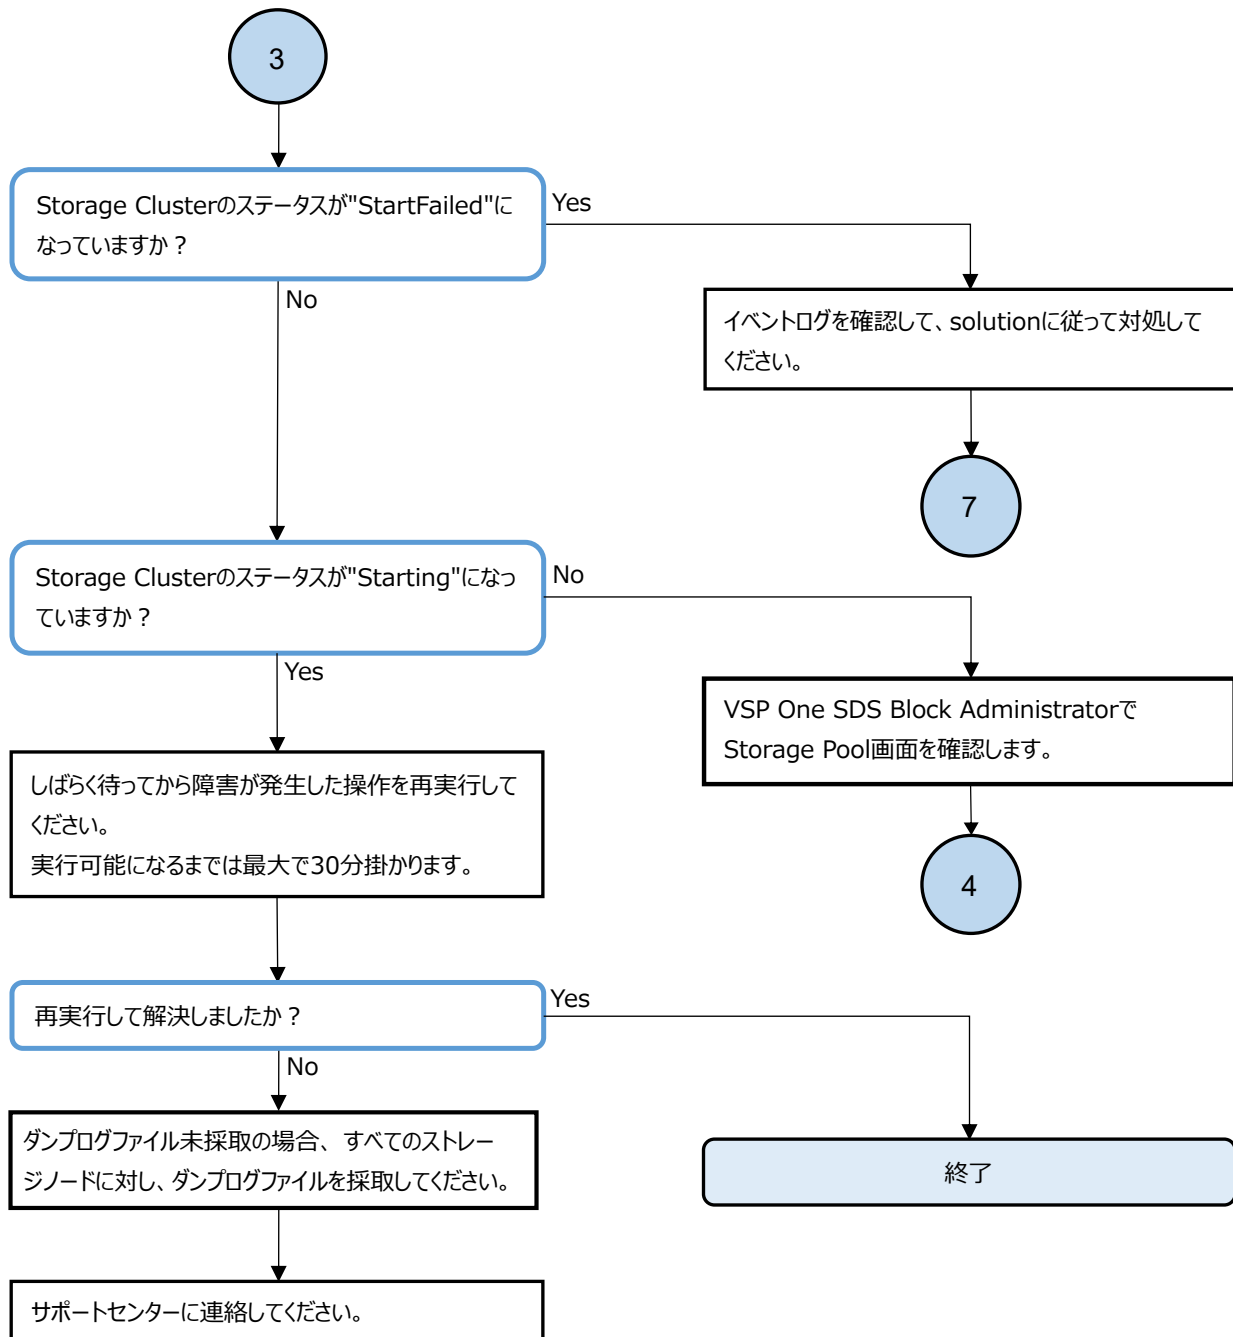 3
Storage Clusterのステータスが"StartFailed"に
なっていますか？
Yes
No
イベントログを確認して、solutionに従って対処して
ください。
7
Storage Clusterのステータスが"Starting"になっ
ていますか？
No
Yes
VSP One SDS Block Administratorで
Storage Pool画面を確認します。
4
しばらく待ってから障害が発生した操作を再実行して
ください。
実行可能になるまでは最大で30分掛かります。
再実行して解決しましたか？
Yes
No
終了
ダンプログファイル未採取の場合、すべてのストレー
ジノードに対し、ダンプログファイルを採取してください。
サポートセンターに連絡してください。